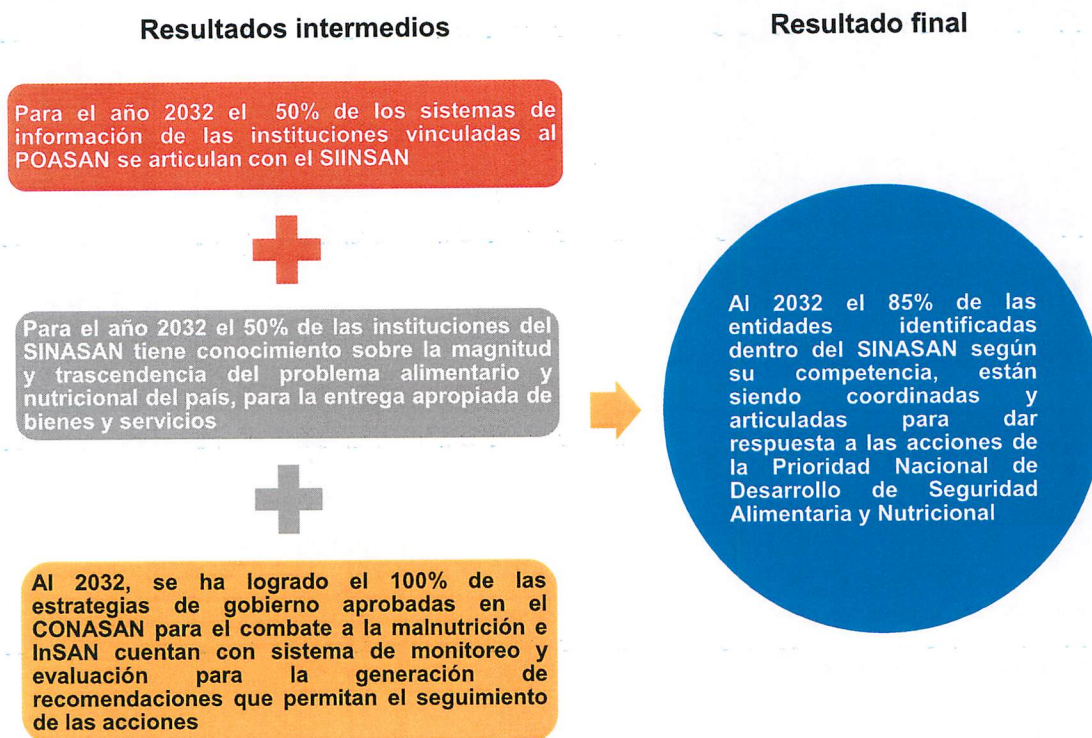 Resultados intermedios
Para el año 2032 el 50% de los sistemas de
información de las instituciones vinculadas al
POASAN se articulan con el SIINSAN
Para el año 2032 el 50% de las instituciones del
SINASAN tiene conocimiento sobre la magnitud
y trascendencia del problema alimentario y
nutricional del país, para la entrega apropiada de
bienes y servicios
Al 2032, se ha logrado el 100% de las
estrategias de gobierno aprobadas en el
CONASAN para el combate a la malnutrición e
InSAN cuentan con sistema de monitoreo y
evaluación para la generación de
recomendaciones que permitan el seguimiento
de las acciones
Resultado final
Al 2032 el 85% de las
entidades identificadas
dentro del SINASAN según
su competencia, están
siendo coordinadas y
articuladas para dar
respuesta a las acciones de
la Prioridad Nacional de
Desarrollo de Seguridad
Alimentaria y Nutricional